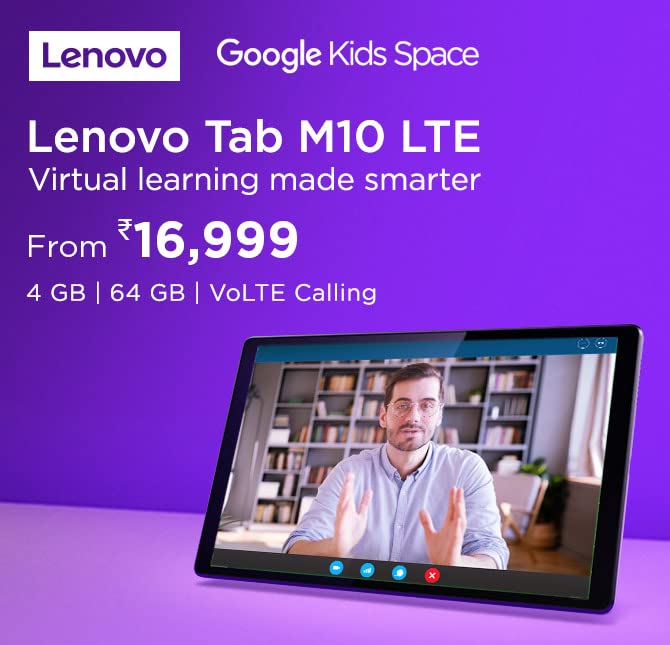 Lenovo
Google Kids Space
Lenovo Tab M10 LTE
Virtual learning made smarter
From ₹16,999
4 GB | 64 GB | VoLTE Calling